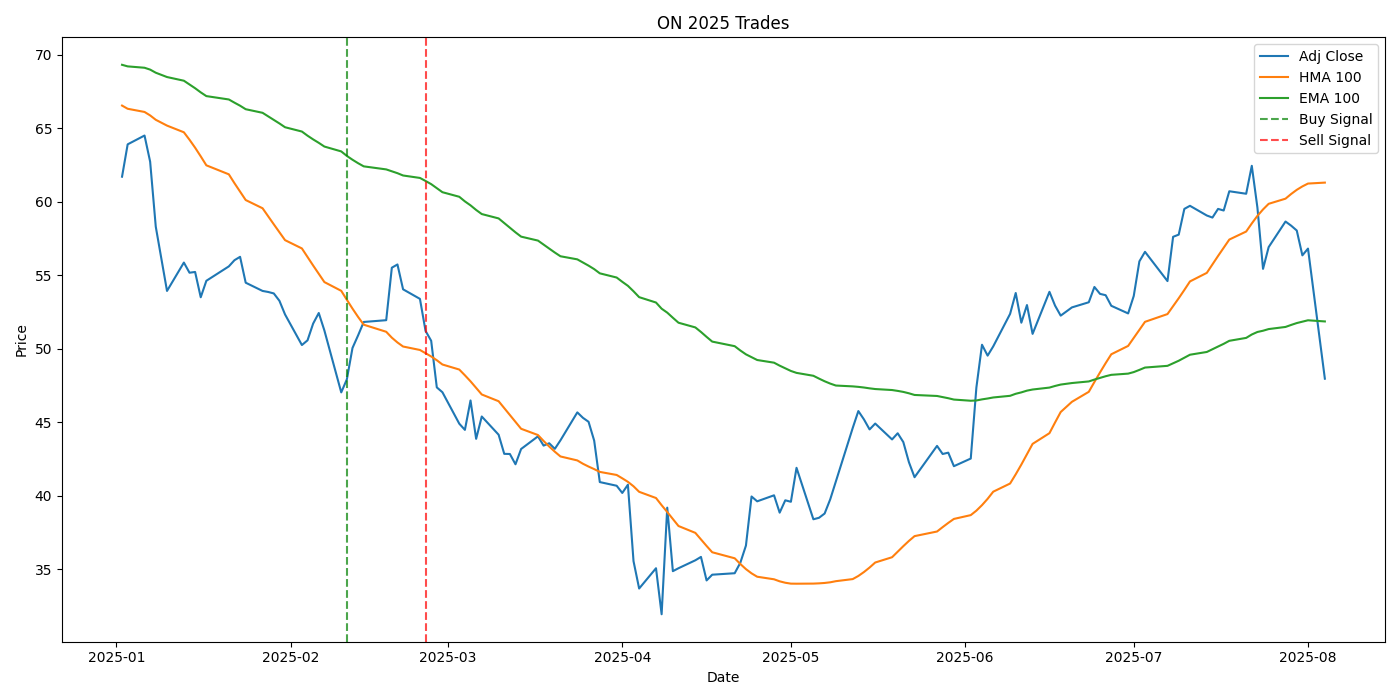 ON 2025 Trades
Adj Close
HMA 100
EMA 100
Buy Signal
Sell Signal
Price
70
65
60
55
50
45
40
35
2025-01 2025-02 2025-03 2025-04 2025-05 2025-06 2025-07 2025-08
Date